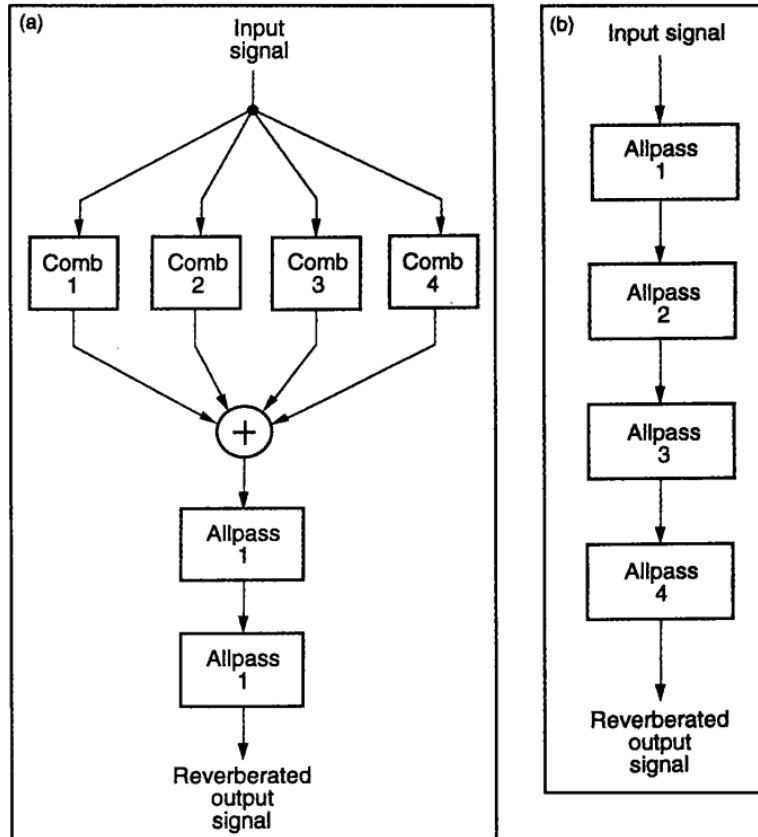 (a)
Input
signal
Comb
1
Comb
2
Comb
3
Comb
4
+
Allpass
1
Allpass
1
Reverberated
output
signal
(b)
Input signal
Allpass
1
Allpass
2
Allpass
3
Allpass
4
Reverberated
output
signal